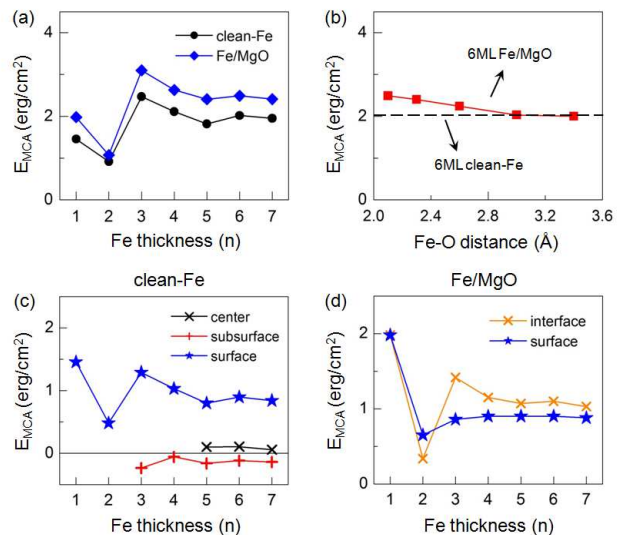 (a)
clean-Fe
Fe/MgO
E_MCA (erg/cm²)
4
2
0
1 2 3 4 5 6 7
Fe thickness (n)
(b)
6ML Fe/MgO
6ML clean-Fe
E_MCA (erg/cm²)
4
2
0
2.0 2.4 2.8 3.2 3.6
Fe-O distance (Å)
clean-Fe
(c)
center
subsurface
surface
E_MCA (erg/cm²)
2
1
0
1 2 3 4 5 6 7
Fe thickness (n)
Fe/MgO
(d)
interface
surface
E_MCA (erg/cm²)
2
1
0
1 2 3 4 5 6 7
Fe thickness (n)